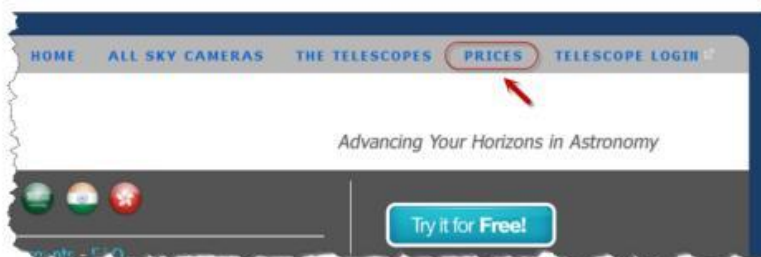 HOME ALL SKY CAMERAS THE TELESCOPES PRICES TELESCOPE LOGIN
Advancing Your Horizons in Astronomy
Try it for Free!